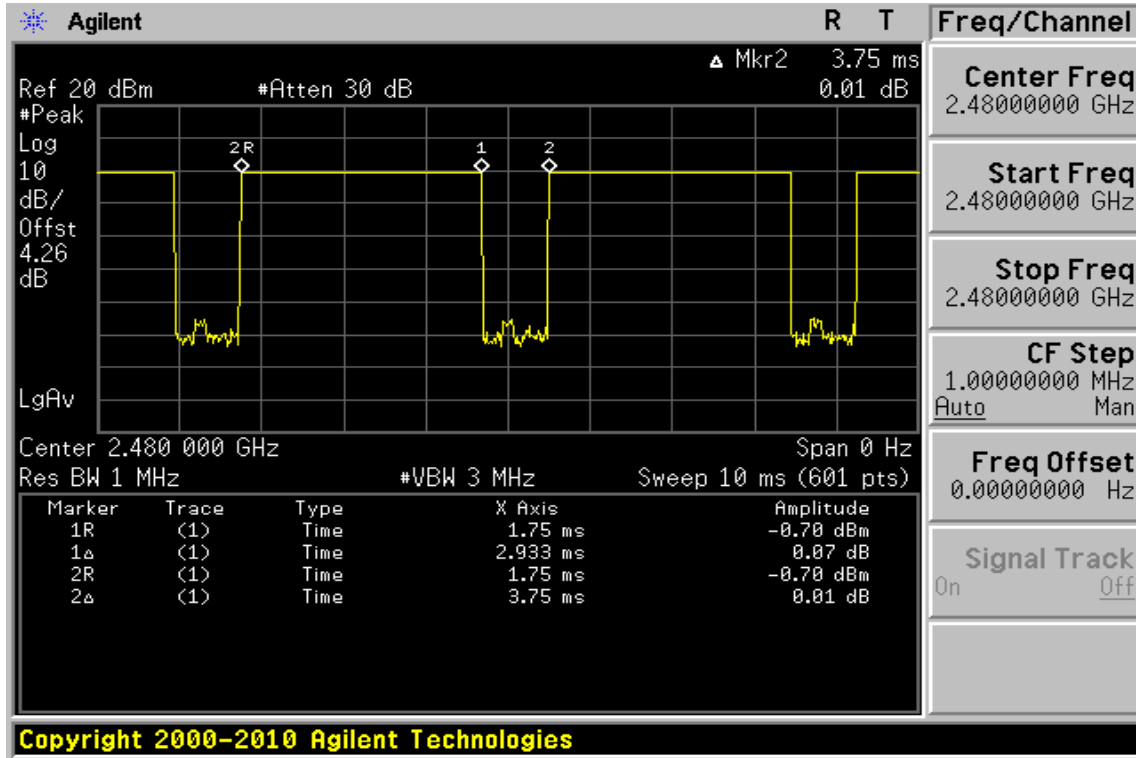 Agilent R T
Δ Mkr2 3.75 ms
Ref 20 dBm #Atten 30 dB 0.01 dB
#Peak
Log
10
dB/
Offst
4.26
dB
2R 1 2
LgAv
Center 2.480 000 GHz Span 0 Hz
Res BW 1 MHz #VBW 3 MHz Sweep 10 ms (601 pts)
Marker Trace Type X Axis Amplitude
1R (1) Time 1.75 ms -0.70 dBm
1Δ (1) Time 2.933 ms 0.07 dB
2R (1) Time 1.75 ms -0.70 dBm
2Δ (1) Time 3.75 ms 0.01 dB
Freq/Channel
Center Freq
2.48000000 GHz
Start Freq
2.48000000 GHz
Stop Freq
2.48000000 GHz
CF Step
1.00000000 MHz
Auto Man
Freq Offset
0.00000000 Hz
Signal Track
On Off
Copyright 2000-2010 Agilent Technologies